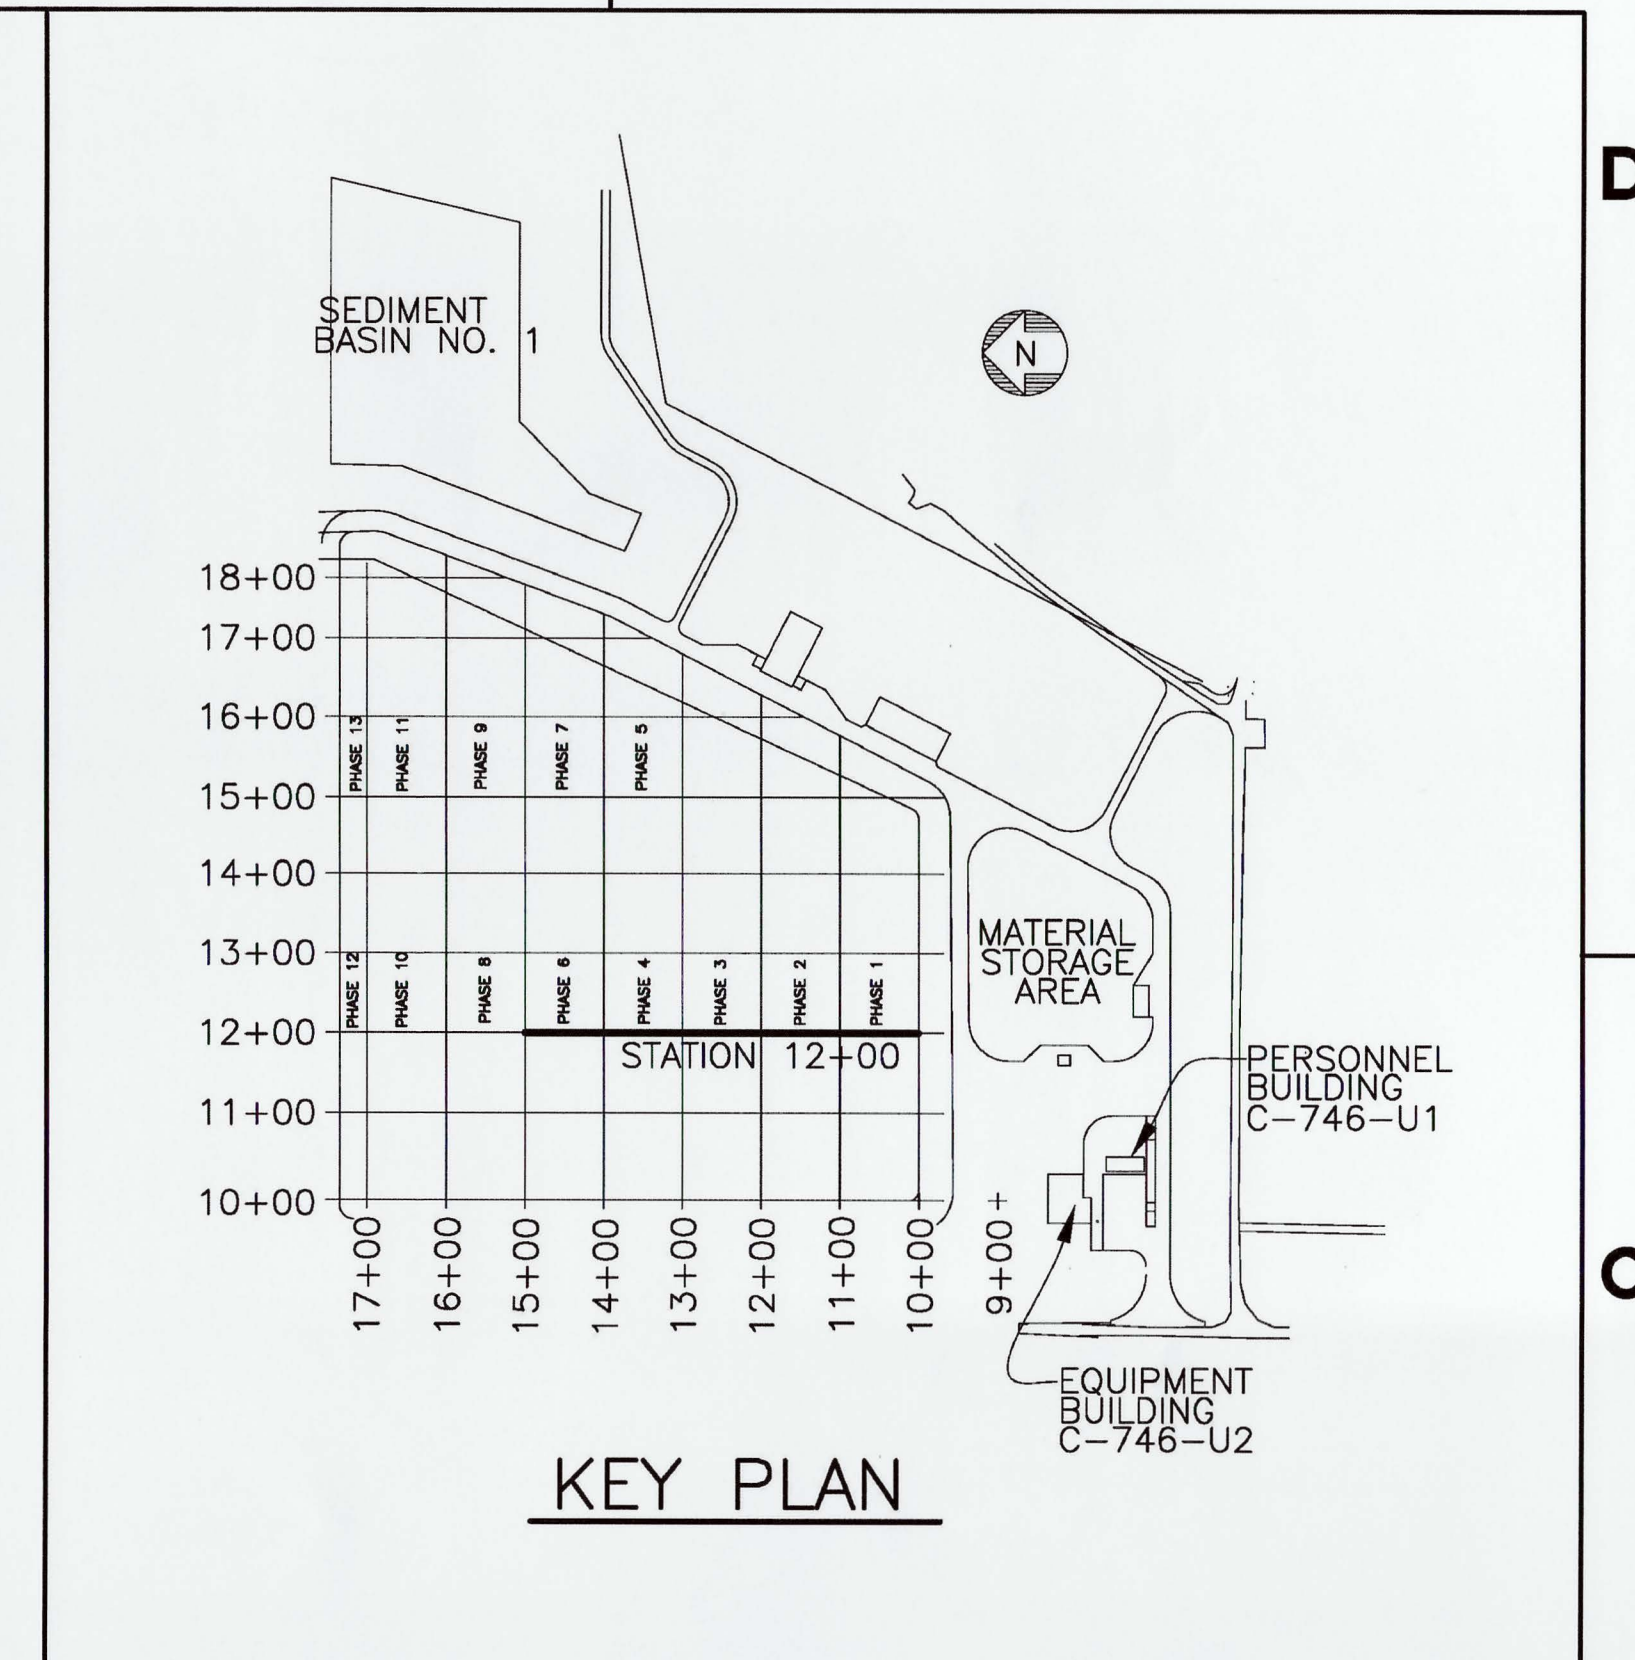 D
SEDIMENT
BASIN NO. 1
N
18+00
17+00
16+00
15+00
14+00
13+00
12+00
11+00
10+00
PHASE 13
PHASE 11
PHASE 9
PHASE 7
PHASE 5
PHASE 12
PHASE 10
PHASE 8
PHASE 6
PHASE 4
PHASE 3
PHASE 2
PHASE 1
STATION 12+00
MATERIAL
STORAGE
AREA
PERSONNEL
BUILDING
C-746-U1
17+00
16+00
15+00
14+00
13+00
12+00
11+00
10+00
9+00+
C
EQUIPMENT
BUILDING
C-746-U2
KEY PLAN